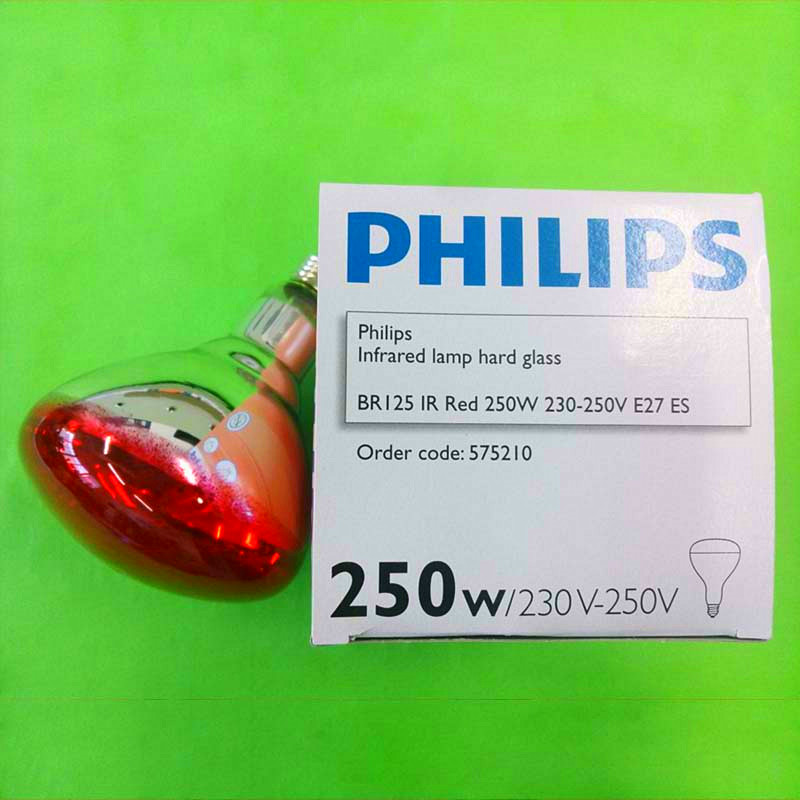 PHILIPS
Philips
Infrared lamp hard glass
BR125 IR Red 250W 230-250V E27 ES
Order code: 575210
250w/230V-250V